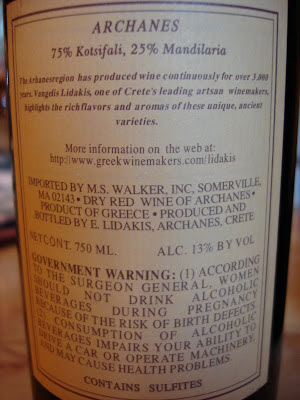 ARCHANES
75% Kotsifali, 25% Mandilaria
The Arhanesregion has produced wine continuously for over 3,000
years. Vangelis Lidakis, one of Crete's leading artsan winemakers,
highlights the richflavors and aromas of these unique, ancient
varieties.
More information on the web at:
http://www.greekwinemakers.com/lidakis
IMPORTED BY M.S. WALKER, INC, SOMERVILLE,
MA 02143 • DRY RED WINE OF ARCHANES •
PRODUCT OF GREECE • PRODUCED AND
BOTTLED BY E. LIDAKIS, ARCHANES, CRETE
NETCONT. 750 ML. ALC. 13% BY VOL
GOVERNMENT WARNING: (1) ACCORDING
TO THE SURGEON GENERAL, WOMEN
SHOULD NOT DRINK ALCOHOLIC
BEVERAGES DURING PREGNANCY
BECAUSE OF THE RISK OF BIRTH DEFECTS.
(2) CONSUMPTION OF ALCOHOLIC
BEVERAGES IMPAIRS YOUR ABILITY TO
DRIVE A CAR OR OPERATE MACHINERY,
AND MAY CAUSE HEALTH PROBLEMS.
CONTAINS SULFITES